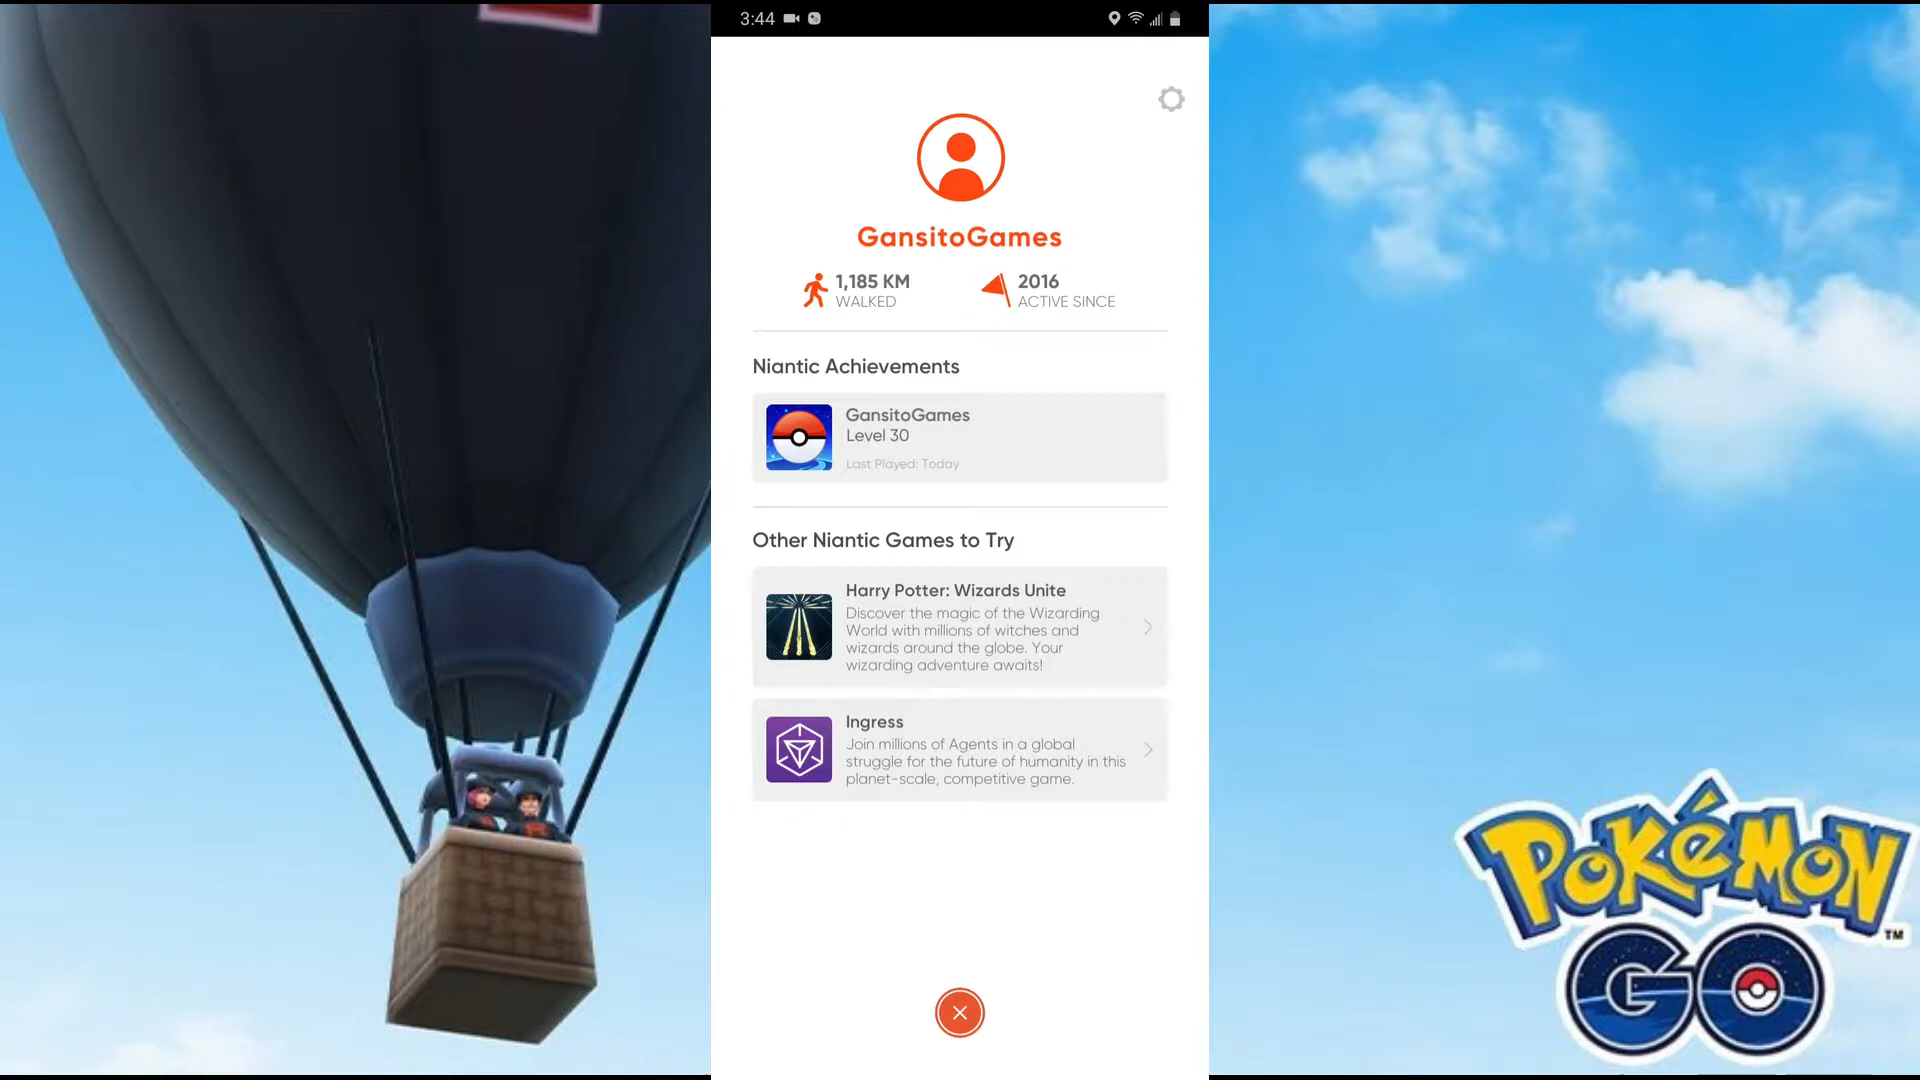 3:44
GansitoGames
1,185 KM
WALKED
2016
ACTIVE SINCE
Niantic Achievements
GansitoGames
Level 30
Last Played: Today
Other Niantic Games to Try
Harry Potter: Wizards Unite
Discover the magic of the Wizarding
World with millions of witches and
wizards around the globe. Your
wizarding adventure awaits!
Ingress
Join millions of Agents in a global
struggle for the future of humanity in this
planet-scale, competitive game.
POKéMON
TM
GO